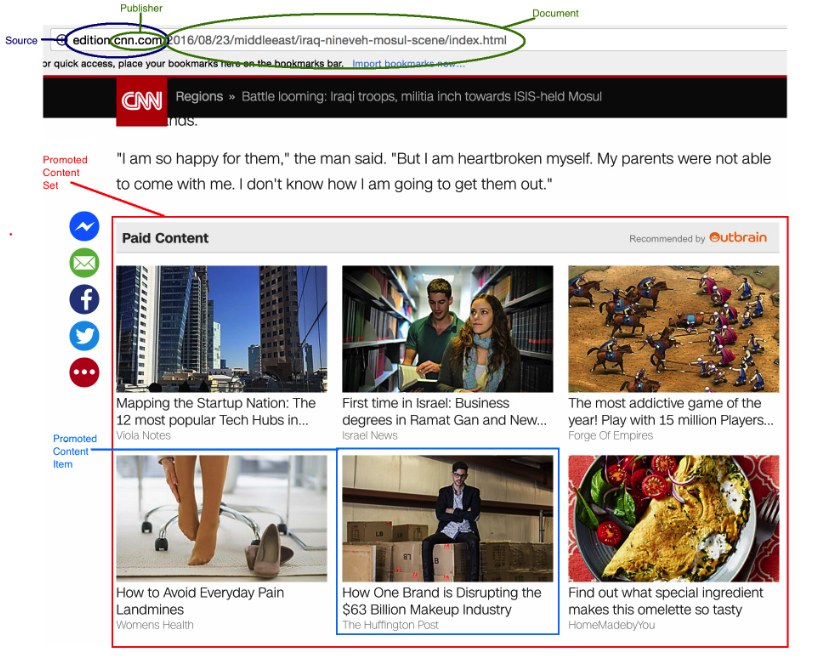 Publisher
Document
Source
edition.cnn.com/2016/08/23/middleeast/iraq-nineveh-mosul-scene/index.html
or quick access, place your bookmarks here on the bookmarks bar. Import bookmarks now...
CNN Regions » Battle looming: Iraqi troops, militia inch towards ISIS-held Mosul
nds.
Promoted
Content
Set
"I am so happy for them," the man said. "But I am heartbroken myself. My parents were not able
to come with me. I don't know how I am going to get them out."
Paid Content
Recommended by Outbrain
Mapping the Startup Nation: The
12 most popular Tech Hubs in...
Viola Notes
First time in Israel: Business
degrees in Ramat Gan and New...
Israel News
The most addictive game of the
year! Play with 15 million Players...
Forge Of Empires
Promoted
Content
Item
How to Avoid Everyday Pain
Landmines
Womens Health
How One Brand is Disrupting the
$63 Billion Makeup Industry
The Huffington Post
Find out what special ingredient
makes this omelette so tasty
HomeMadebyYou